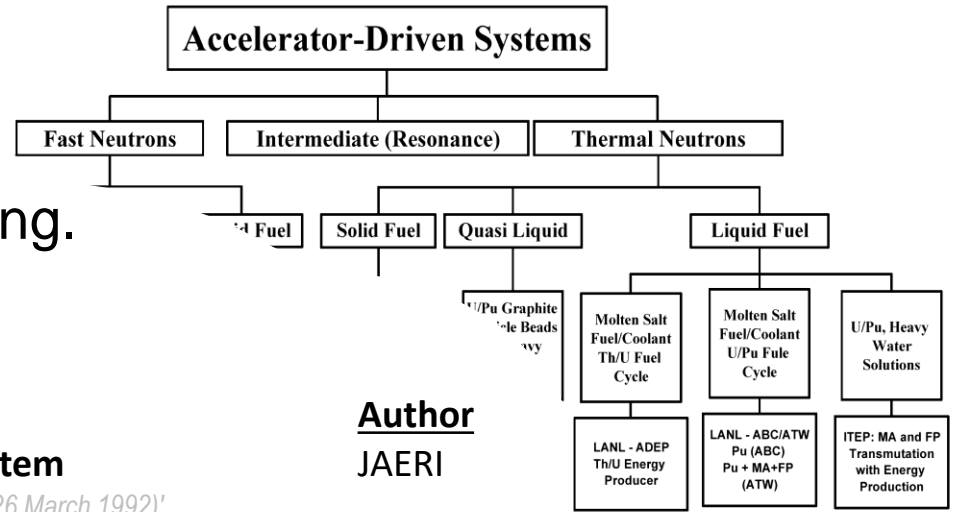 Accelerator-Driven Systems
Fast Neutrons
Intermediate (Resonance)
Thermal Neutrons
Fuel
Solid Fuel
Quasi Liquid
Liquid Fuel
ng.
U/Pu Graphite
Beads
Molten Salt
Fuel/Coolant
Th/U Fuel
Cycle
Molten Salt
Fuel/Coolant
U/Pu Fule
Cycle
U/Pu, Heavy
Water
Solutions
Author
JAERI
tem
26 March 1992)'
LANL - ADEP
Th/U Energy
Producer
LANL - ABC/ATW
Pu (ABC)
Pu + MA+FP
(ATW)
ITEP: MA and FP
Transmutation
with Energy
Production